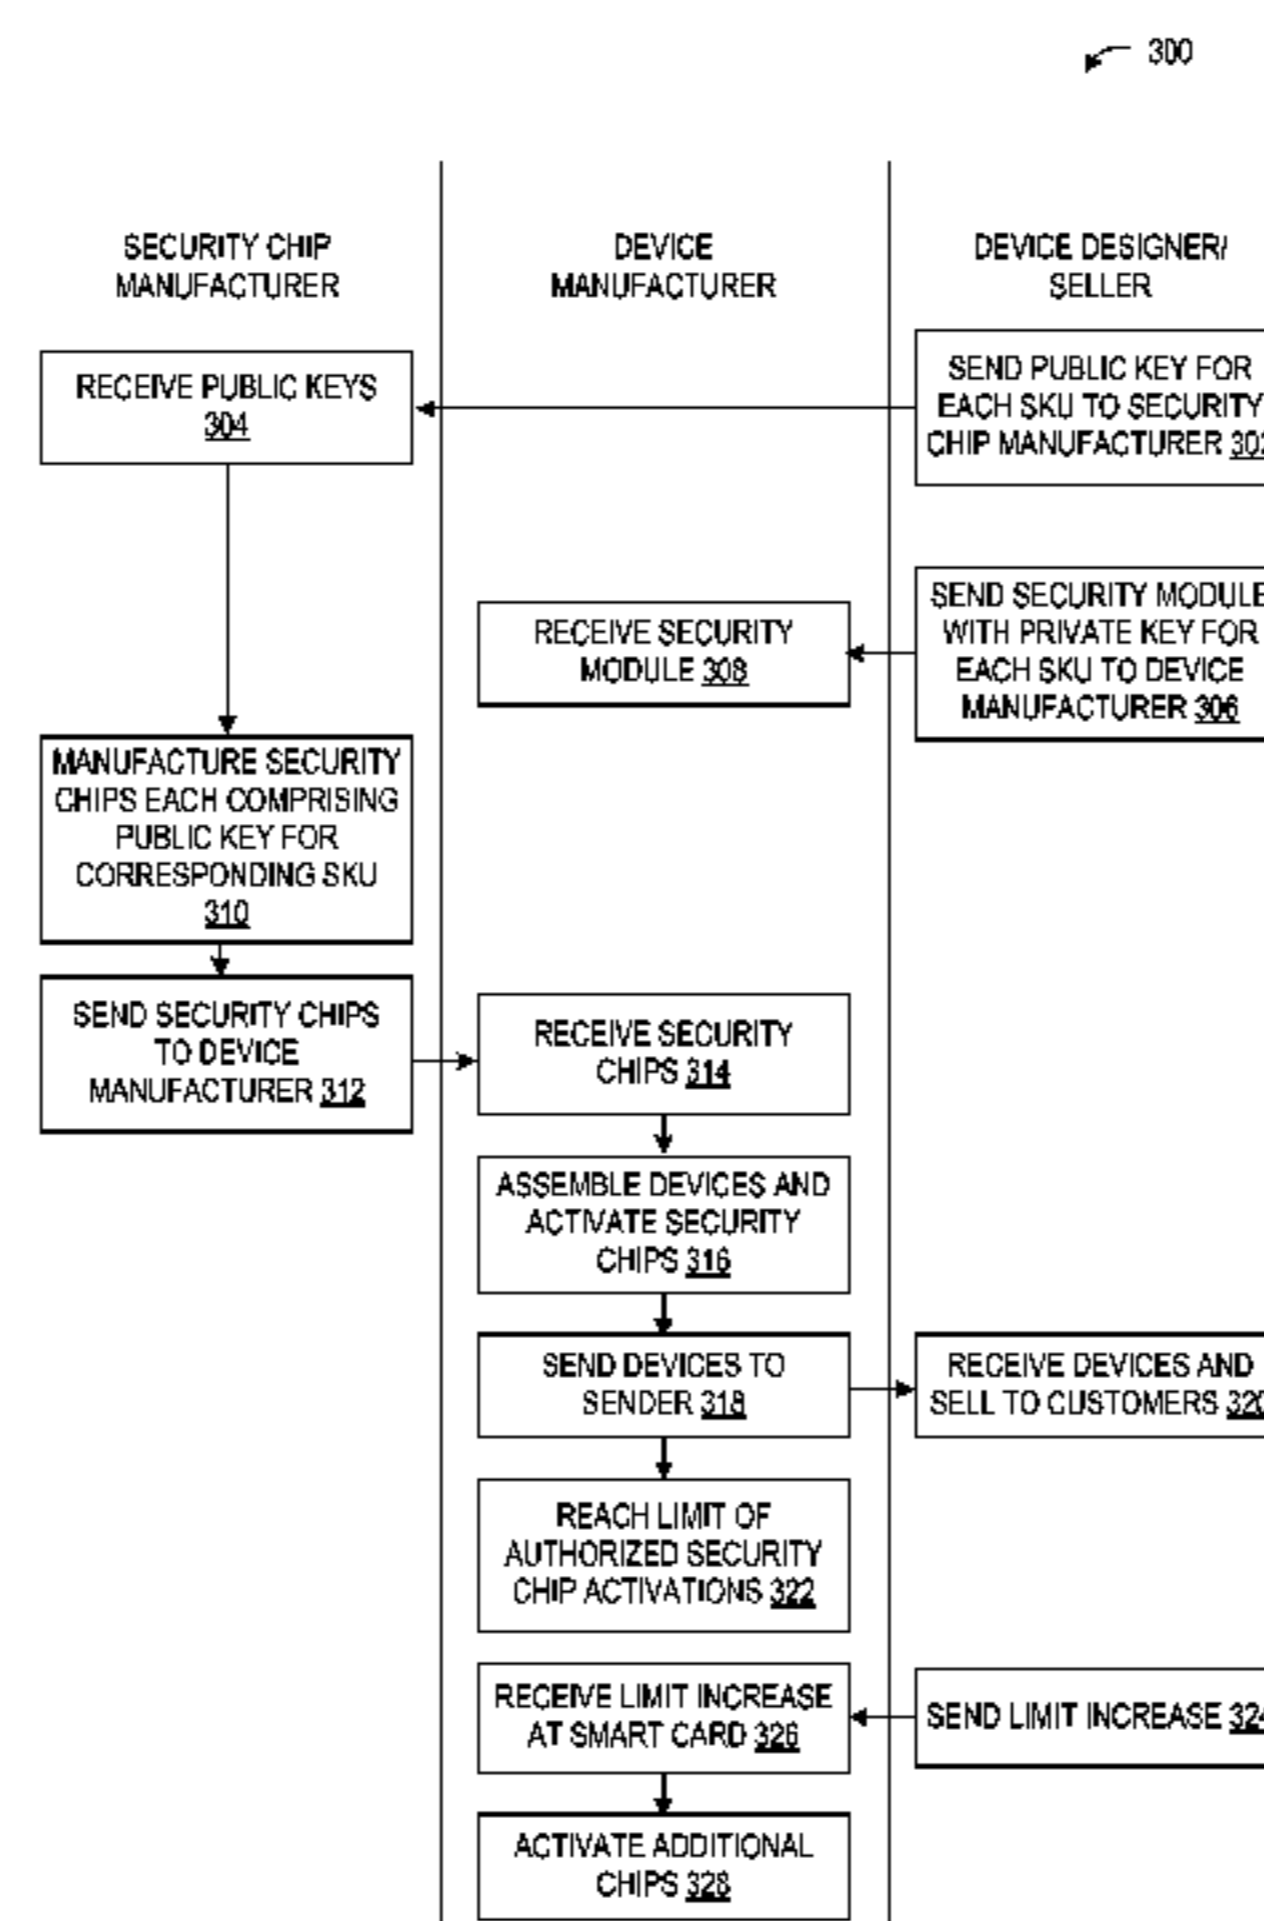 300
SECURITY CHIP
MANUFACTURER
DEVICE
MANUFACTURER
DEVICE DESIGNER/
SELLER
RECEIVE PUBLIC KEYS
304
SEND PUBLIC KEY FOR
EACH SKU TO SECURITY
CHIP MANUFACTURER 302
RECEIVE SECURITY
MODULE 308
SEND SECURITY MODULE
WITH PRIVATE KEY FOR
EACH SKU TO DEVICE
MANUFACTURER 306
MANUFACTURE SECURITY
CHIPS EACH COMPRISING
PUBLIC KEY FOR
CORRESPONDING SKU
310
SEND SECURITY CHIPS
TO DEVICE
MANUFACTURER 312
RECEIVE SECURITY
CHIPS 314
ASSEMBLE DEVICES AND
ACTIVATE SECURITY
CHIPS 316
SEND DEVICES TO
SENDER 318
RECEIVE DEVICES AND
SELL TO CUSTOMERS 320
REACH LIMIT OF
AUTHORIZED SECURITY
CHIP ACTIVATIONS 322
RECEIVE LIMIT INCREASE
AT SMART CARD 326
SEND LIMIT INCREASE 324
ACTIVATE ADDITIONAL
CHIPS 328